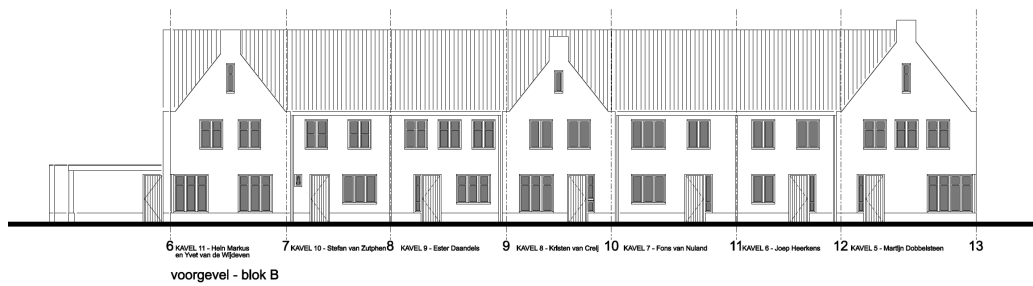 6 KAVEL 11 - Hein Markus en Yvet van de Wijdeven
7 KAVEL 10 - Stefan van Zutphen
8 KAVEL 9 - Ester Daandels
9 KAVEL 8 - Kristen van Creij
10 KAVEL 7 - Fons van Nuland
11 KAVEL 6 - Joep Heerkens
12 KAVEL 5 - Martijn Dobbelsteen
13
voorgevel - blok B